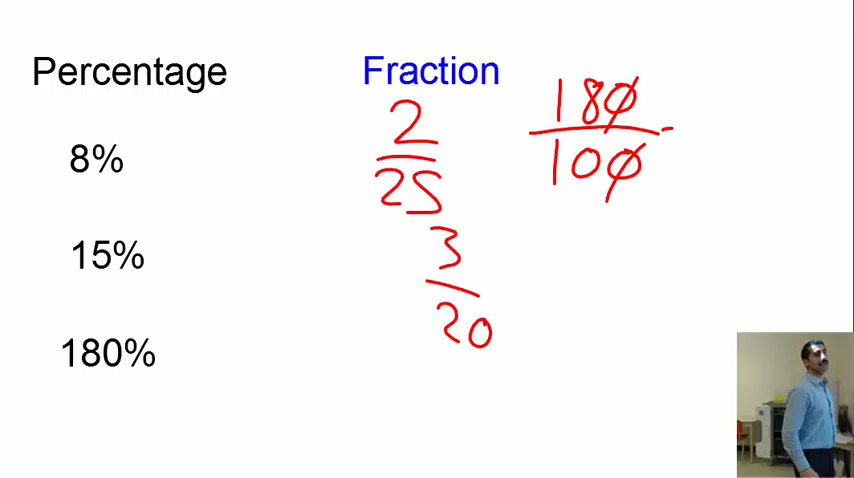 Percentage Fraction
8% 2/25 180/100 =
15% 3/20
180%